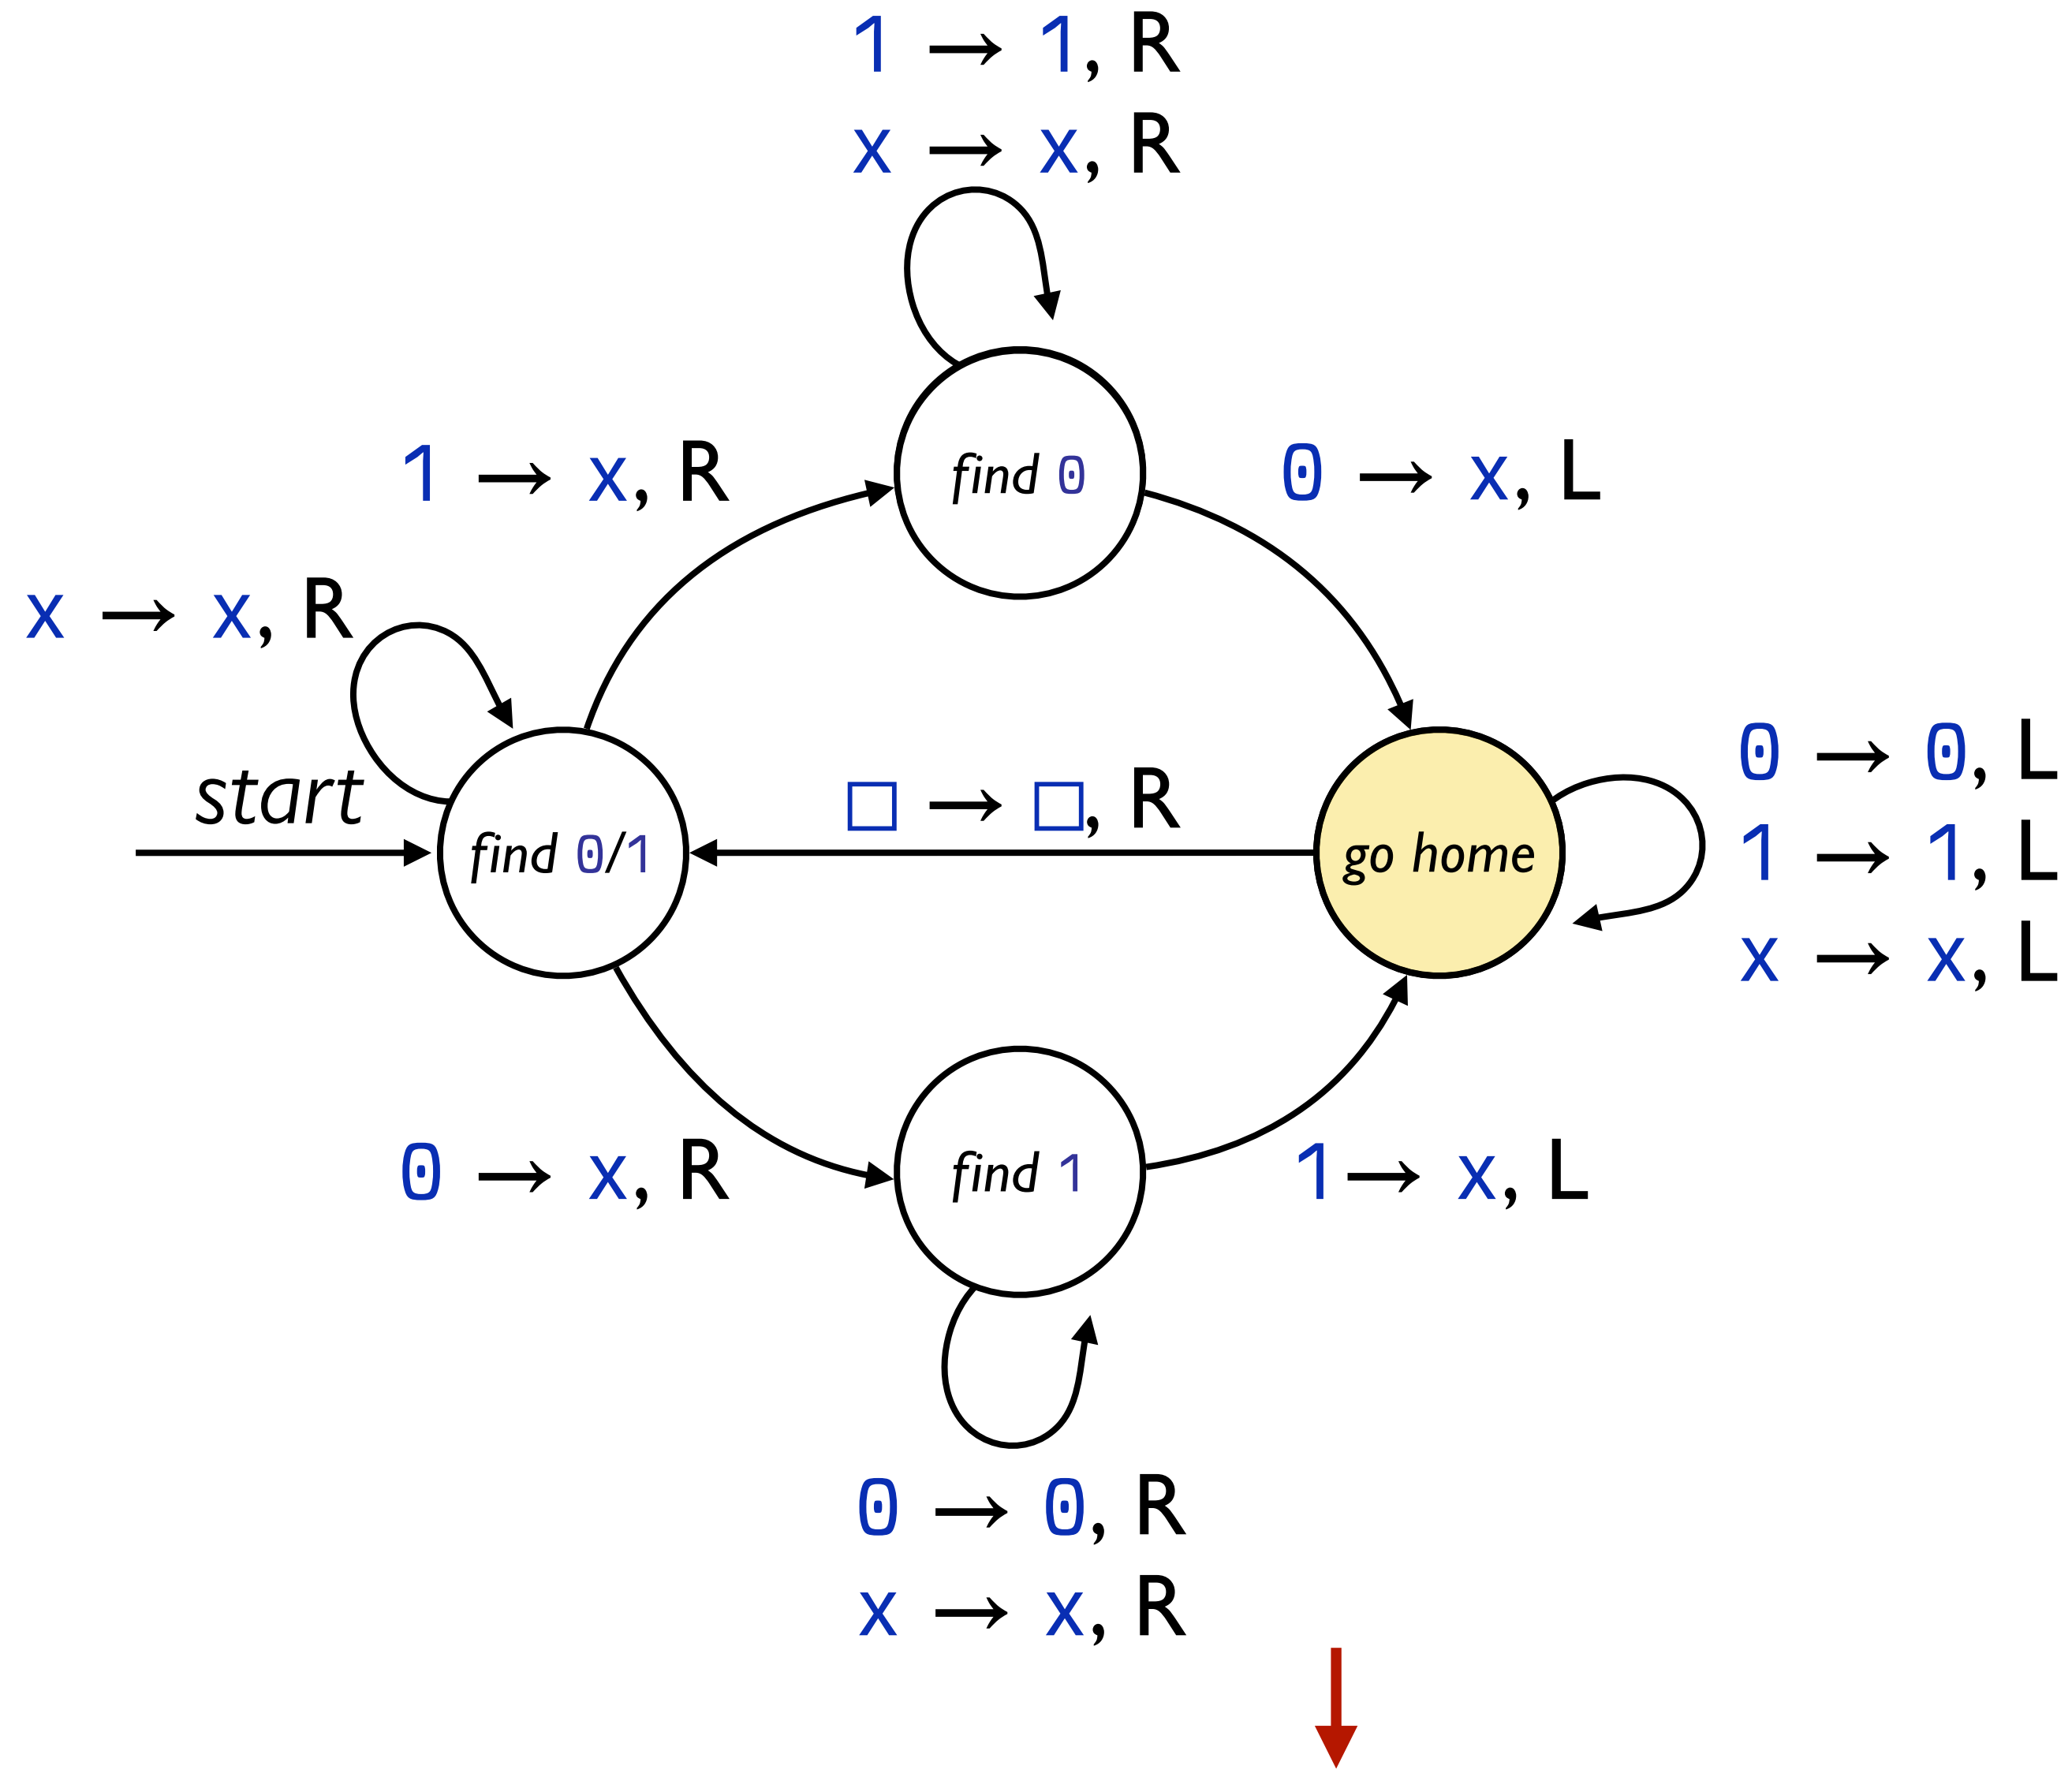 1 → 1, R
x → x, R
find 0
1 → x, R
0 → x, L
x → x, R
start
find 0/1
□ → □, R
go home
0 → 0, L
1 → 1, L
x → x, L
find 1
0 → x, R
1→ x, L
0 → 0, R
x → x, R